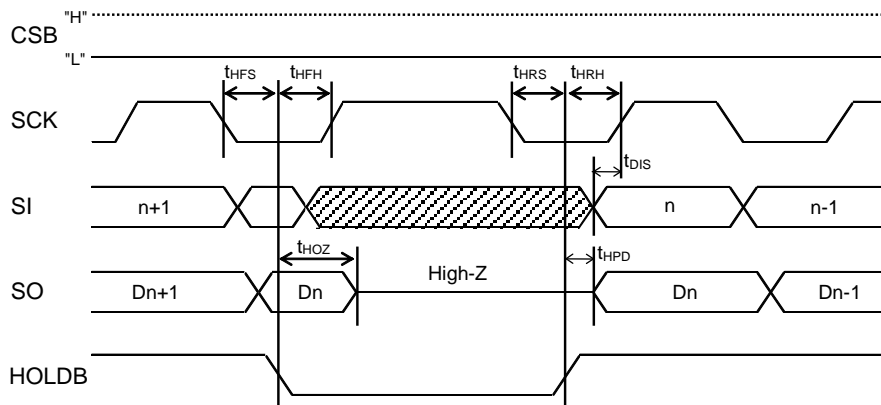 "H"
CSB
"L"
tHFS tHFH tHRS tHRH
SCK
tDIS
SI n+1 n n-1
tHOZ tHPD
High-Z
SO Dn+1 Dn Dn Dn-1
HOLDB